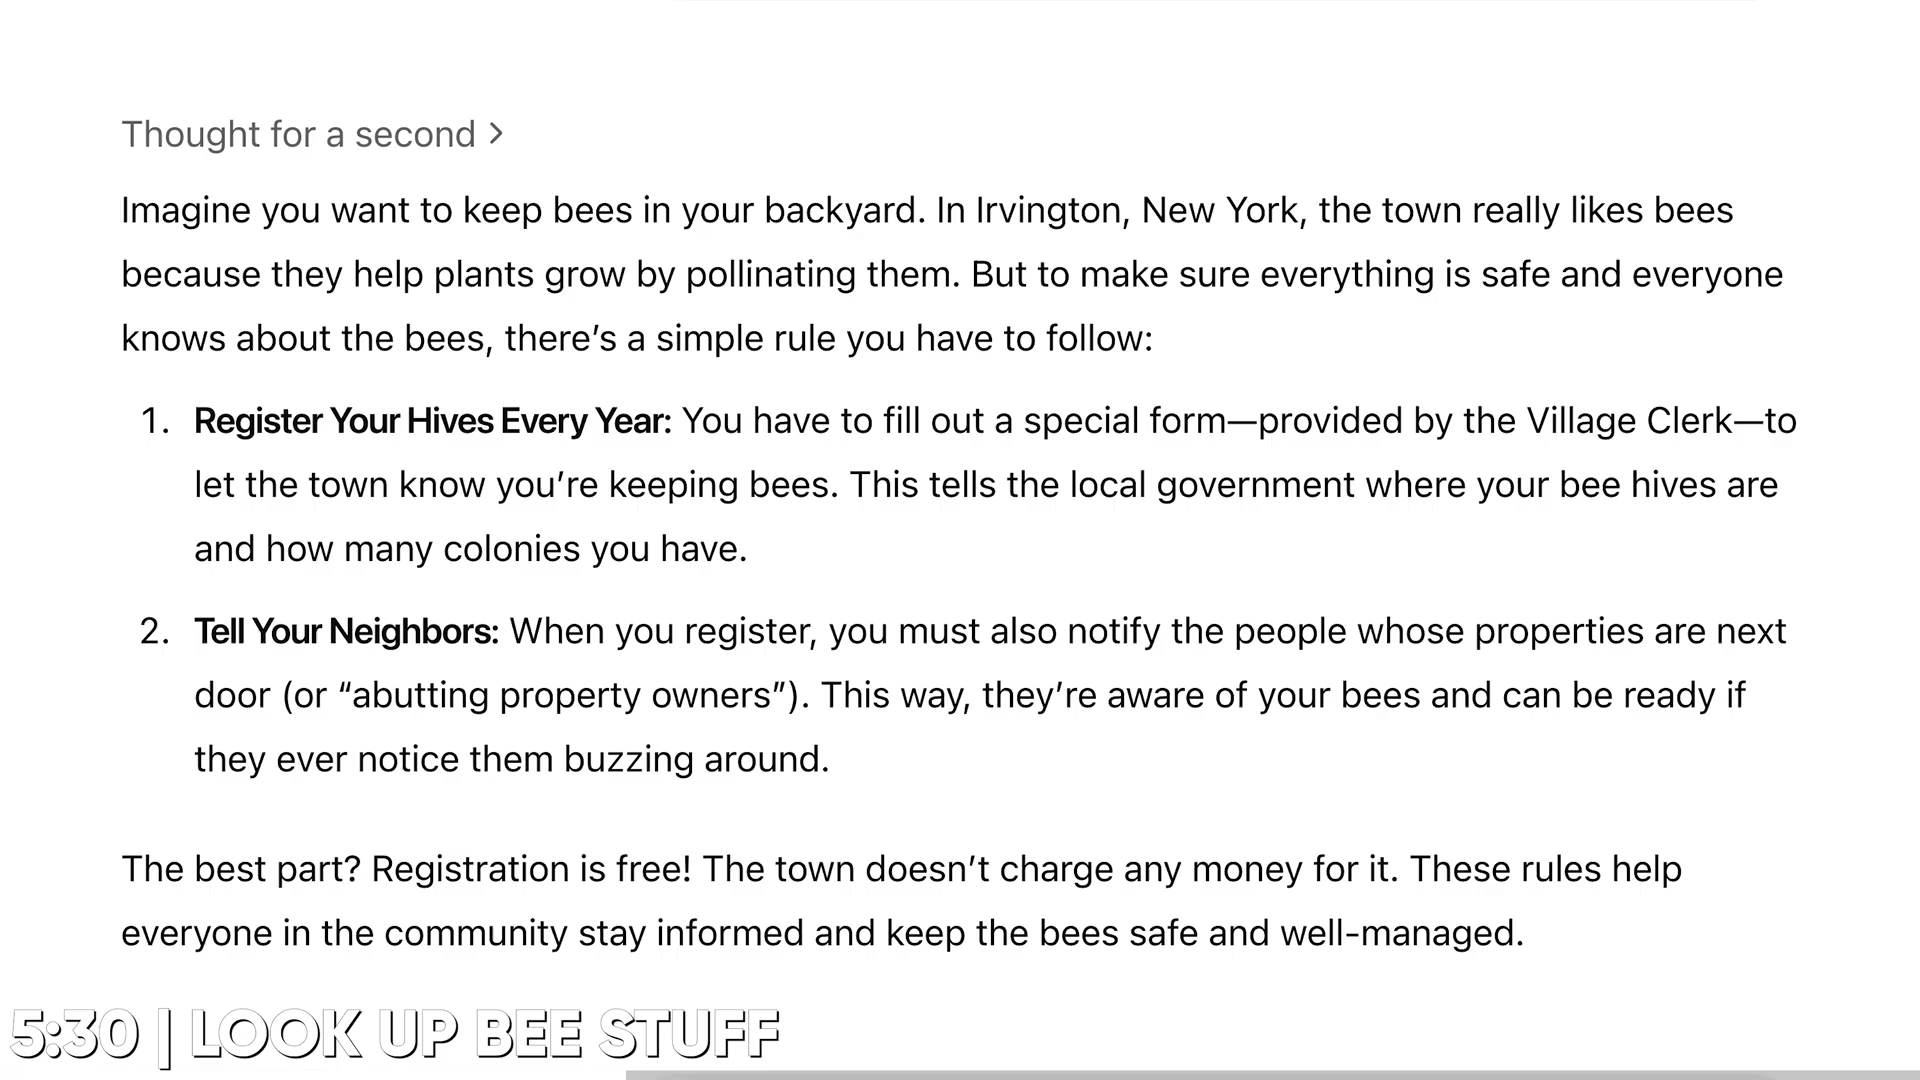 Thought for a second >
Imagine you want to keep bees in your backyard. In Irvington, New York, the town really likes bees
because they help plants grow by pollinating them. But to make sure everything is safe and everyone
knows about the bees, there’s a simple rule you have to follow:
1. Register Your Hives Every Year: You have to fill out a special form—provided by the Village Clerk—to
let the town know you’re keeping bees. This tells the local government where your bee hives are
and how many colonies you have.
2. Tell Your Neighbors: When you register, you must also notify the people whose properties are next
door (or “abutting property owners”). This way, they’re aware of your bees and can be ready if
they ever notice them buzzing around.
The best part? Registration is free! The town doesn’t charge any money for it. These rules help
everyone in the community stay informed and keep the bees safe and well-managed.
5:30 | LOOK UP BEE STUFF